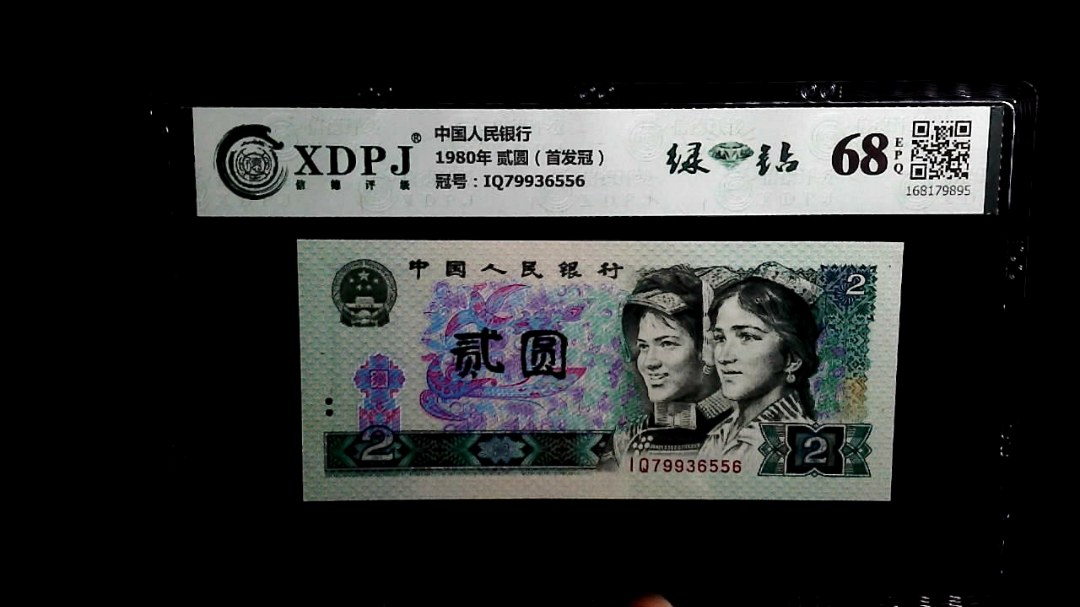 XDPJ®
信德评级
中国人民银行
1980年 贰圆（首发冠）
冠号：IQ79936556
绿钻
68
EPQ
168179895
中国人民银行
2
贰圆
2
IQ79936556
2